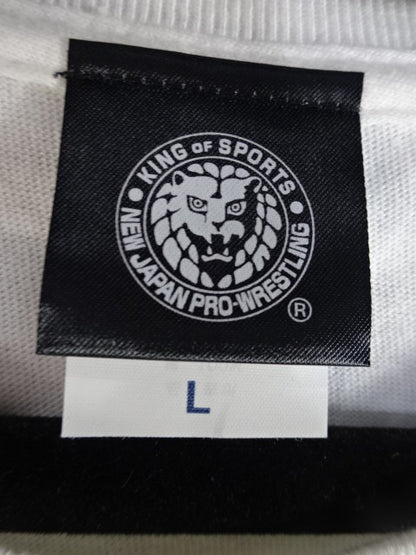 • KING OF SPORTS •
NEW JAPAN PRO-WRESTLING
®
L